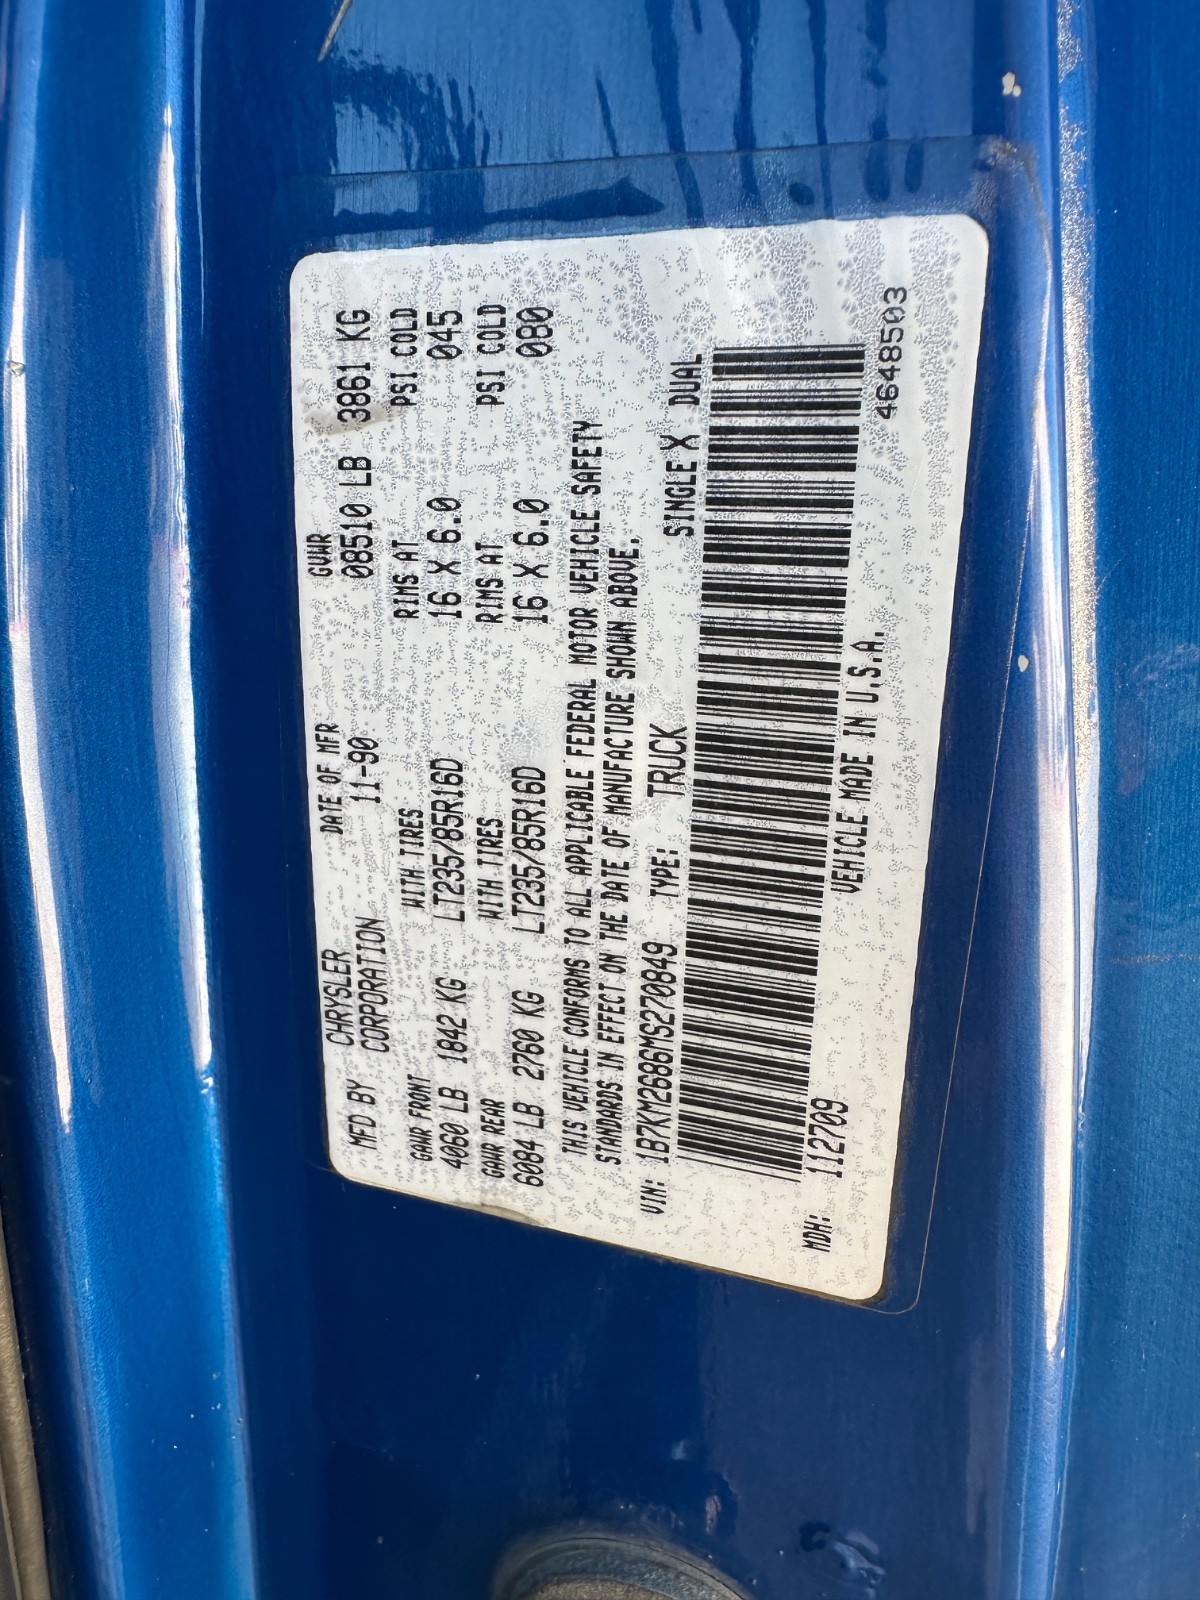 MFD BY CHRYSLER CORPORATION DATE OF MFR 11-90 GVWR 08510 LB 3861 KG
GAWR FRONT WITH TIRES RIMS AT PSI COLD
4060 LB 1842 KG LT235/85R16D 16 X 6.0 045
GAWR REAR WITH TIRES RIMS AT PSI COLD
6084 LB 2760 KG LT235/85R16D 16 X 6.0 080
THIS VEHICLE CONFORMS TO ALL APPLICABLE FEDERAL MOTOR VEHICLE SAFETY
STANDARDS IN EFFECT ON THE DATE OF MANUFACTURE SHOWN ABOVE.
VIN: 1B7KM2686MS270849 TYPE: TRUCK SINGLE X DUAL
MDH: 112709 VEHICLE MADE IN U.S.A. 4648503